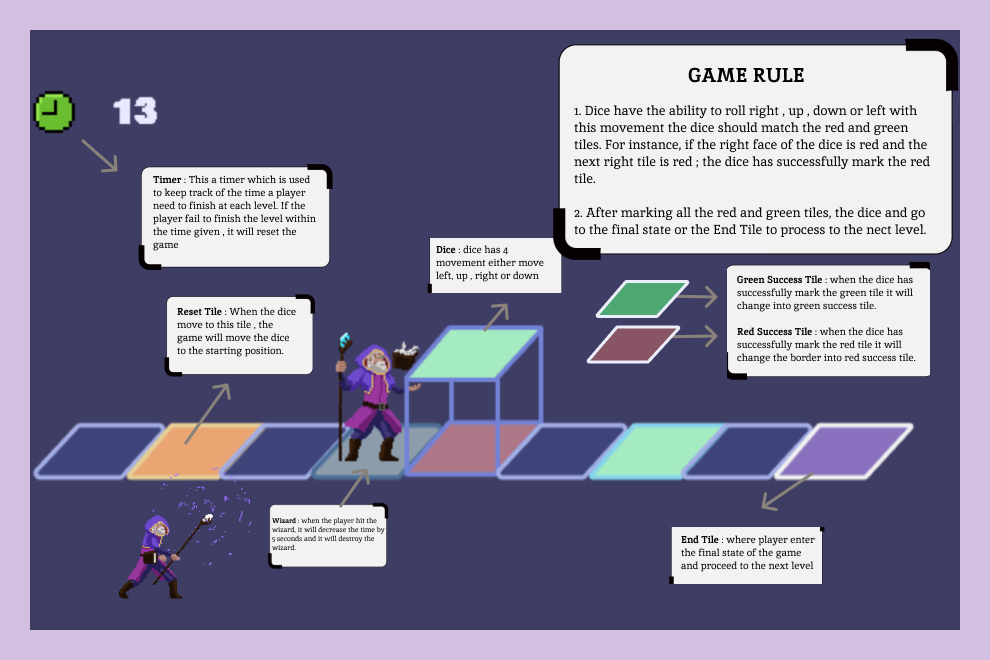 13
GAME RULE
1. Dice have the ability to roll right , up , down or left with
this movement the dice should match the red and green
tiles. For instance, if the right face of the dice is red and the
next right tile is red ; the dice has successfully mark the red
tile.
2. After marking all the red and green tiles, the dice and go
to the final state or the End Tile to process to the nect level.
Timer : This a timer which is used
to keep track of the time a player
need to finish at each level. If the
player fail to finish the level within
the time given , it will reset the
game
Dice : dice has 4
movement either move
left, up , right or down
Green Success Tile : when the dice has
successfully mark the green tile it will
change into green success tile.
Red Success Tile : when the dice has
successfully mark the red tile it will
change the border into red success tile.
Reset Tile : When the dice
move to this tile , the
game will move the dice
to the starting position.
Wizard : when the player hit the
wizard, it will decrease the time by
5 seconds and it will destroy the
wizard.
End Tile : where player enter
the final state of the game
and proceed to the next level